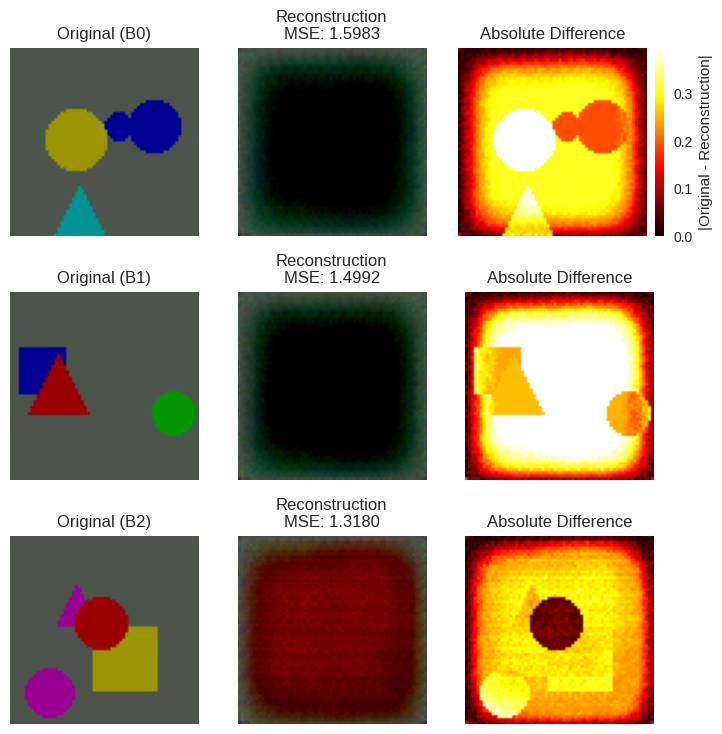 Original (B0)
Reconstruction
MSE: 1.5983
Absolute Difference
0.3
0.2
0.1
0.0
|Original - Reconstruction|
Original (B1)
Reconstruction
MSE: 1.4992
Absolute Difference
Original (B2)
Reconstruction
MSE: 1.3180
Absolute Difference